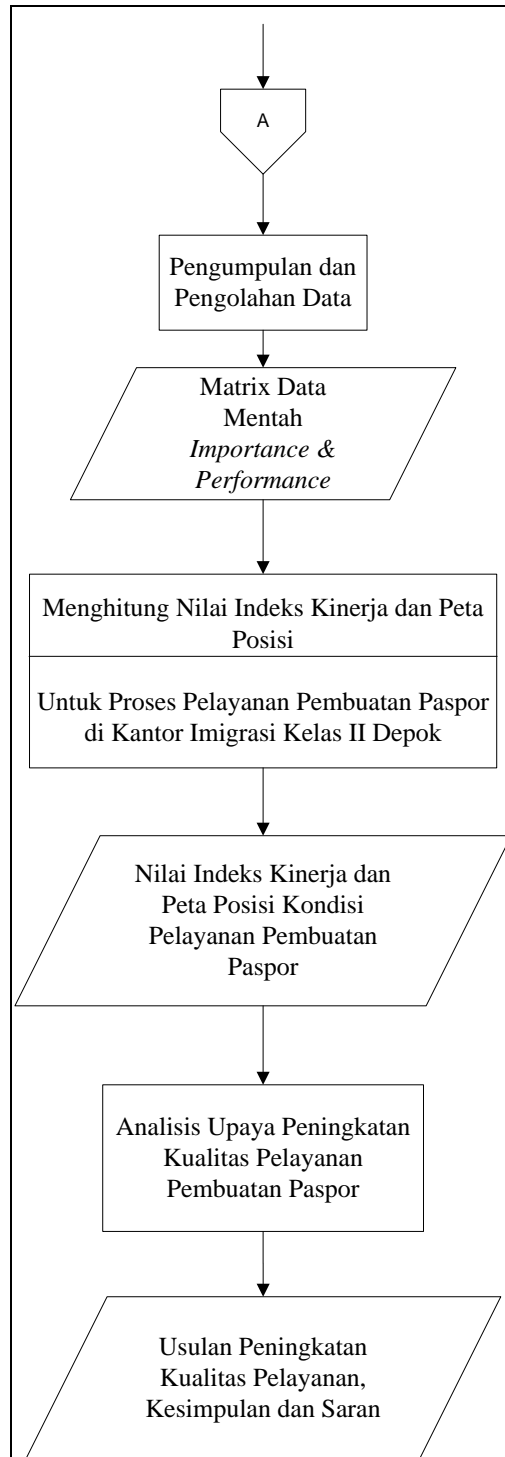 A
Pengumpulan dan
Pengolahan Data
Matrix Data
Mentah
Importance &
Performance
Menghitung Nilai Indeks Kinerja dan Peta
Posisi
Untuk Proses Pelayanan Pembuatan Paspor
di Kantor Imigrasi Kelas II Depok
Nilai Indeks Kinerja dan
Peta Posisi Kondisi
Pelayanan Pembuatan
Paspor
Analisis Upaya Peningkatan
Kualitas Pelayanan
Pembuatan Paspor
Usulan Peningkatan
Kualitas Pelayanan,
Kesimpulan dan Saran